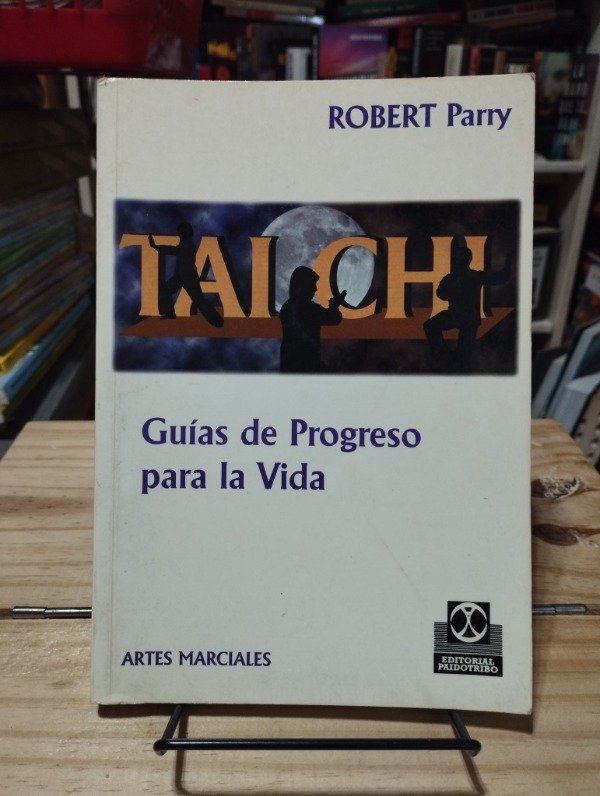 ROBERT Parry
TAI CHI
Guías de Progreso
para la Vida
ARTES MARCIALES
EDITORIAL
PAIDOTRIBO